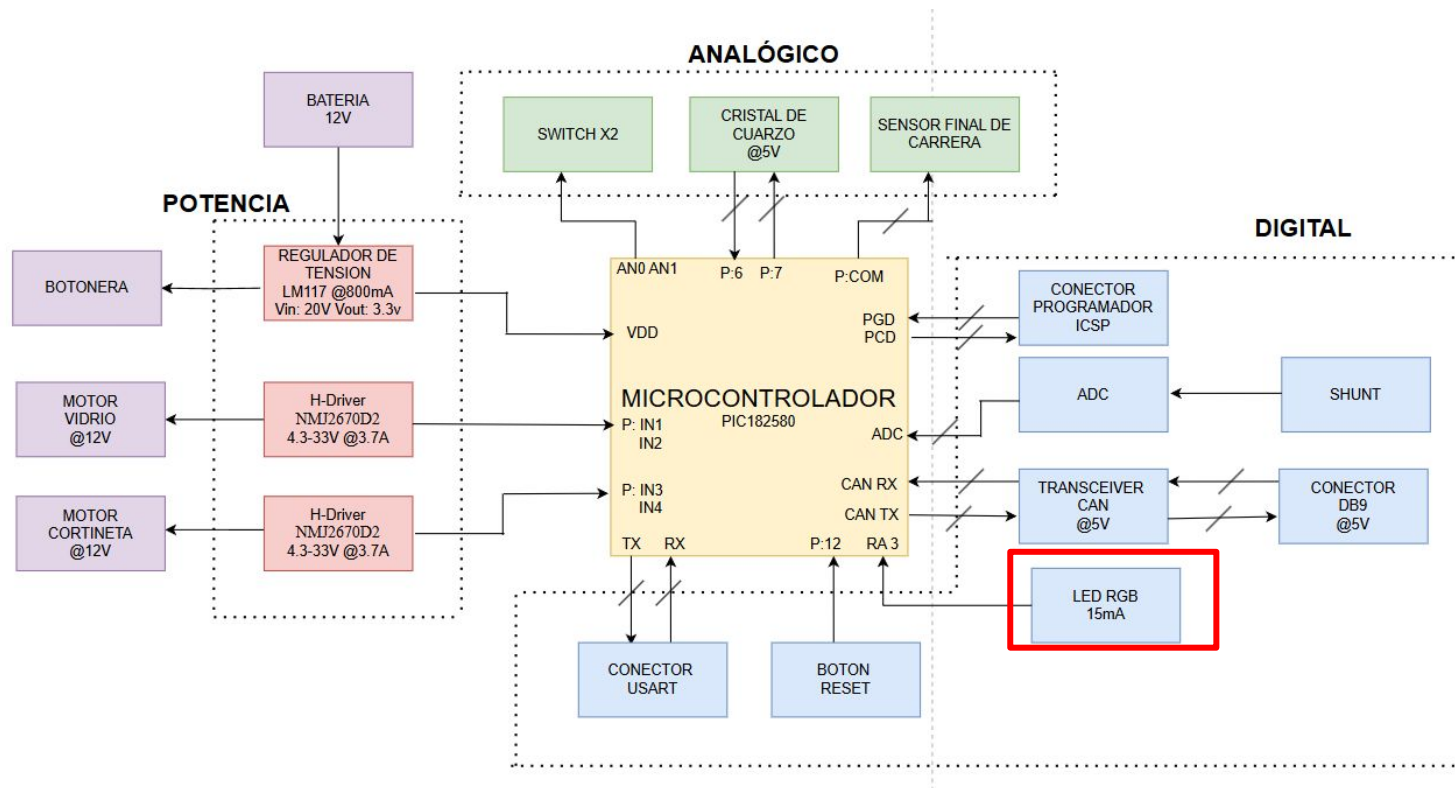 ANALÓGICO
BATERIA
12V
SWITCH X2
CRISTAL DE
CUARZO
@5V
SENSOR FINAL DE
CARRERA
POTENCIA
DIGITAL
BOTONERA
REGULADOR DE
TENSION
LM117 @800mA
Vin: 20V Vout: 3.3v
AN0 AN1
P:6
P:7
P:COM
VDD
PGD
PCD
CONECTOR
PROGRAMADOR
ICSP
MICROCONTROLADOR
PIC182580
MOTOR
VIDRIO
@12V
H-Driver
NMJ2670D2
4.3-33V @3.7A
P: IN1
IN2
ADC
ADC
SHUNT
MOTOR
CORTINETA
@12V
H-Driver
NMJ2670D2
4.3-33V @3.7A
P: IN3
IN4
CAN RX
CAN TX
TRANSCEIVER
CAN
@5V
CONECTOR
DB9
@5V
TX
RX
P:12
RA 3
LED RGB
15mA
CONECTOR
USART
BOTON
RESET